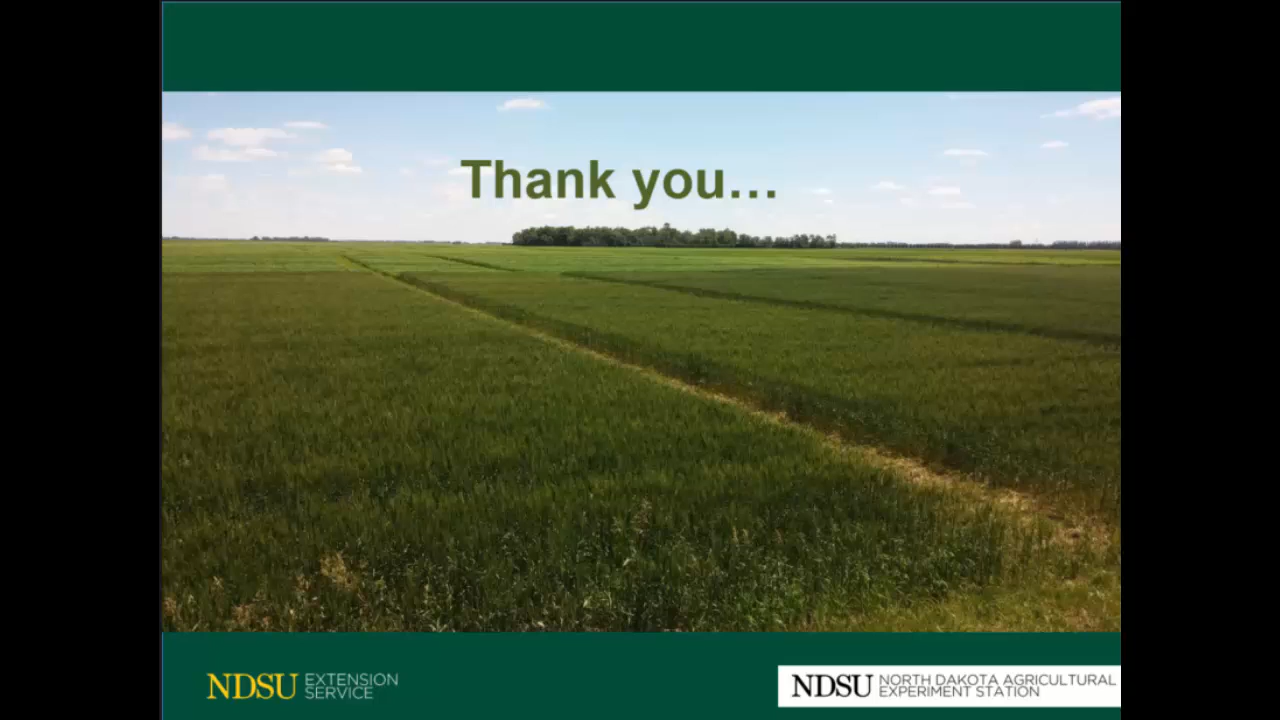 Thank you...
NDSU EXTENSION
SERVICE
NDSU NORTH DAKOTA AGRICULTURAL
EXPERIMENT STATION